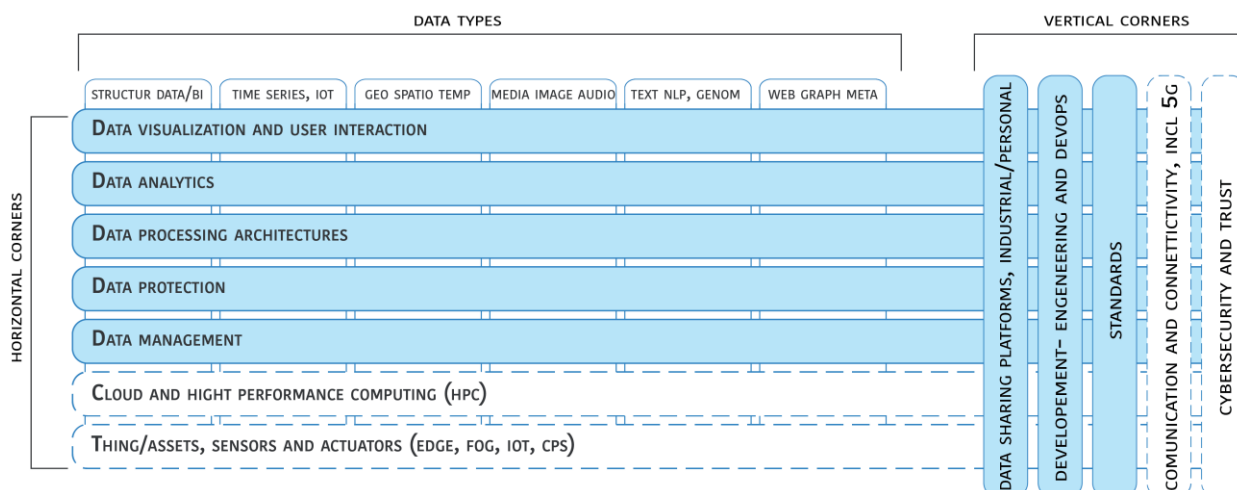 DATA TYPES
VERTICAL CORNERS
STRUCTUR DATA/BI
TIME SERIES, IOT
GEO SPATIO TEMP
MEDIA IMAGE AUDIO
TEXT NLP, GENOM
WEB GRAPH META
HORIZONTAL CORNERS
DATA VISUALIZATION AND USER INTERACTION
DATA ANALYTICS
DATA PROCESSING ARCHITECTURES
DATA PROTECTION
DATA MANAGEMENT
CLOUD AND HIGHT PERFORMANCE COMPUTING (HPC)
THING/ASSETS, SENSORS AND ACTUATORS (EDGE, FOG, IOT, CPS)
DATA SHARING PLATFORMS, INDUSTRIAL/PERSONAL
DEVELOPEMENT- ENGENEERING AND DEVOPS
STANDARDS
COMUNICATION AND CONNETTICTIVITY, INCL 5G
CYBERSECURITY AND TRUST